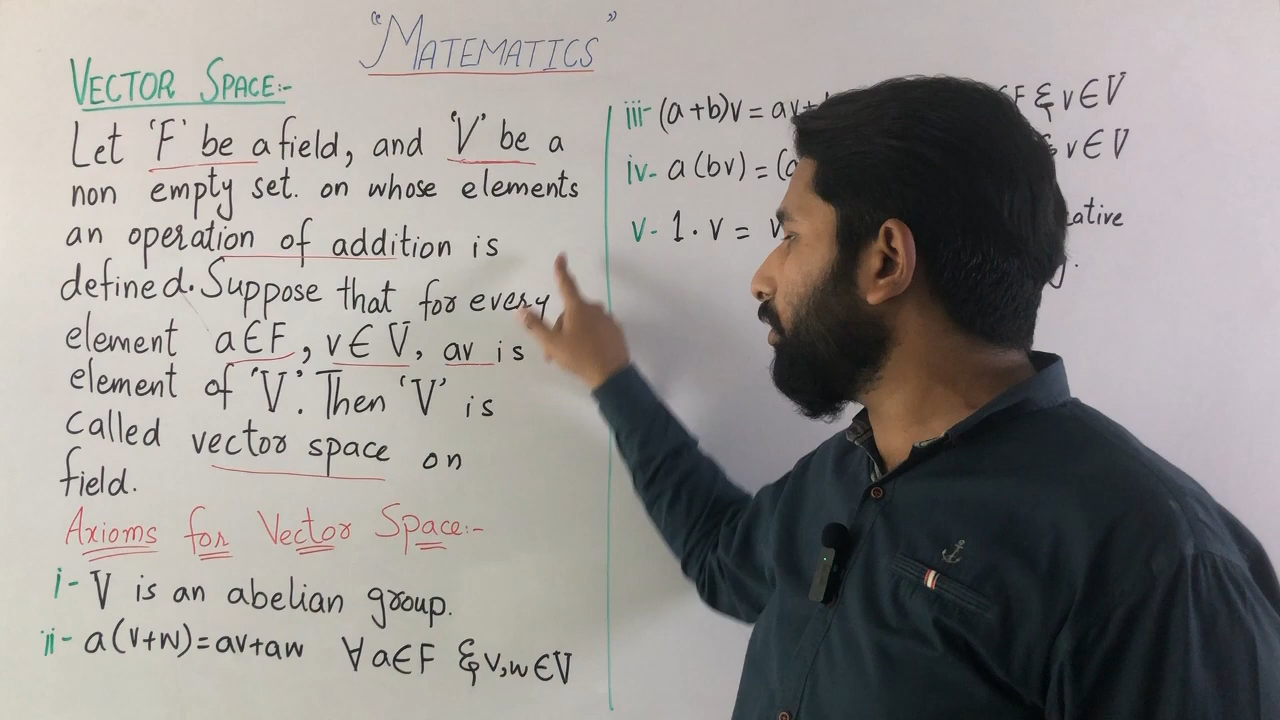 "MATEMATICS"
VECTOR SPACE:-
Let 'F' be a field, and 'V' be a
non empty set. on whose elements
an operation of addition is
defined. Suppose that for every
element a∈F, v∈V, av is
element of 'V'. Then 'V' is
called vector space on
field.
Axioms for Vector Space:-
i- V is an abelian group.
ii- a(v+w)=av+aw ∀ a∈F & v,w∈V
iii- (a+b)v = av+ F & v∈V
iv- a(bv) = (a & v∈V
v- 1·v = v